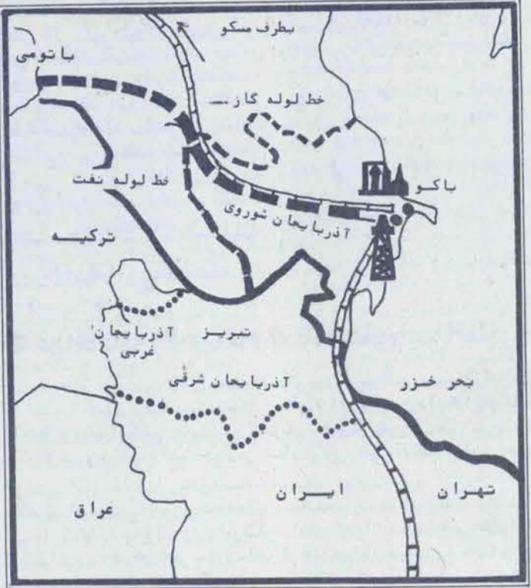 بطرف مسکو
باتومی
خط لوله گاز
باکو
خط لوله نفت
آذربایجان شوروی
ترکیه
تبریز
آذربایجان غربی
بحر خزر
آذربایجان شرقی
ایران
تهران
عراق